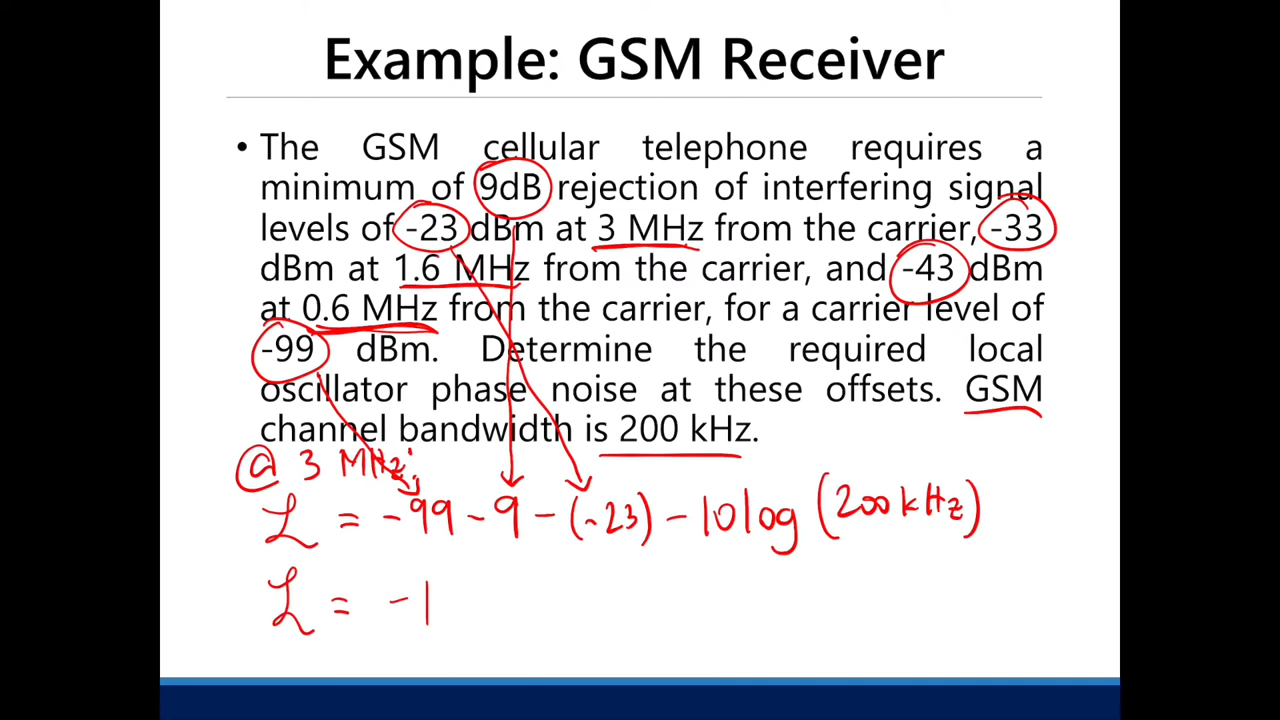 Example: GSM Receiver
• The GSM cellular telephone requires a
minimum of 9dB rejection of interfering signal
levels of -23 dBm at 3 MHz from the carrier, -33
dBm at 1.6 MHz from the carrier, and -43 dBm
at 0.6 MHz from the carrier, for a carrier level of
-99 dBm. Determine the required local
oscillator phase noise at these offsets. GSM
channel bandwidth is 200 kHz.
@ 3 MHz:
ℒ = -99 - 9 - (-23) - 10log (200kHz)
ℒ = -1